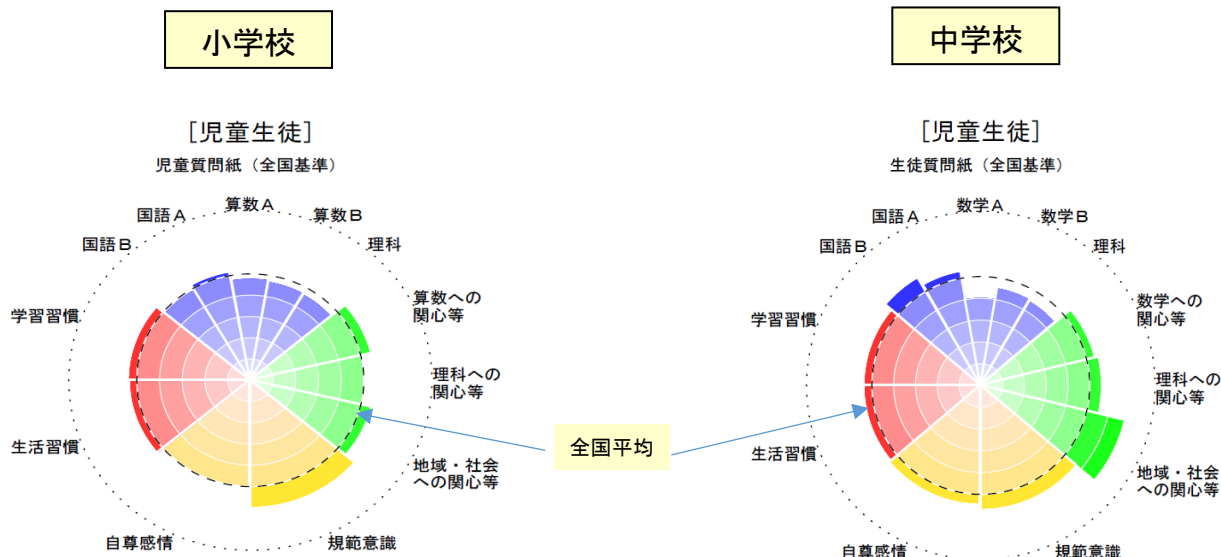 小学校
[児童生徒]
児童質問紙（全国基準）
算数A
算数B
理科
算数への
関心等
理科への
関心等
地域・社会
への関心等
規範意識
自尊感情
生活習慣
学習習慣
国語B
国語A
全国平均
中学校
[児童生徒]
生徒質問紙（全国基準）
数学A
数学B
理科
数学への
関心等
理科への
関心等
地域・社会
への関心等
規範意識
自尊感情
生活習慣
学習習慣
国語B
国語A